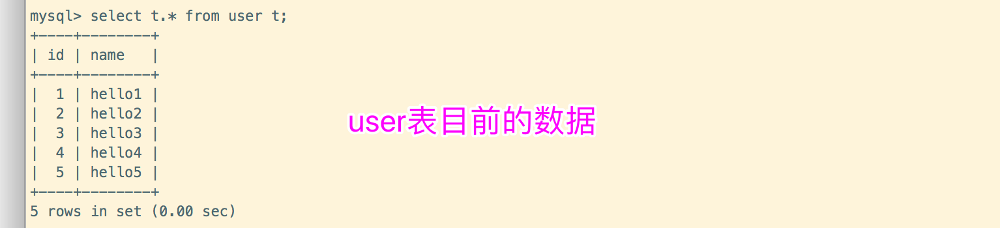 mysql> select t.* from user t;
+----+--------+
| id | name   |
+----+--------+
|  1 | hello1 |
|  2 | hello2 |
|  3 | hello3 |
|  4 | hello4 |
|  5 | hello5 |
+----+--------+
5 rows in set (0.00 sec)
user表目前的数据